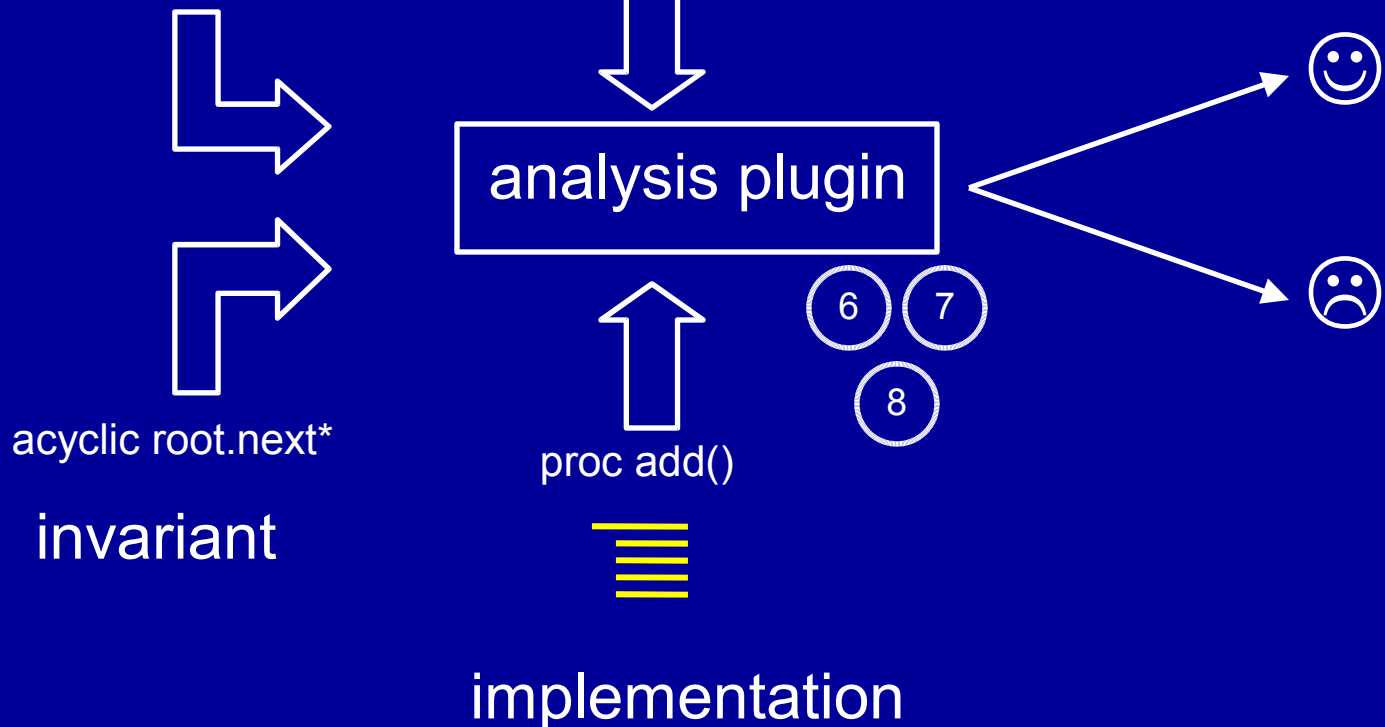 analysis plugin
6 7
8
acyclic root.next*
proc add()
invariant
implementation